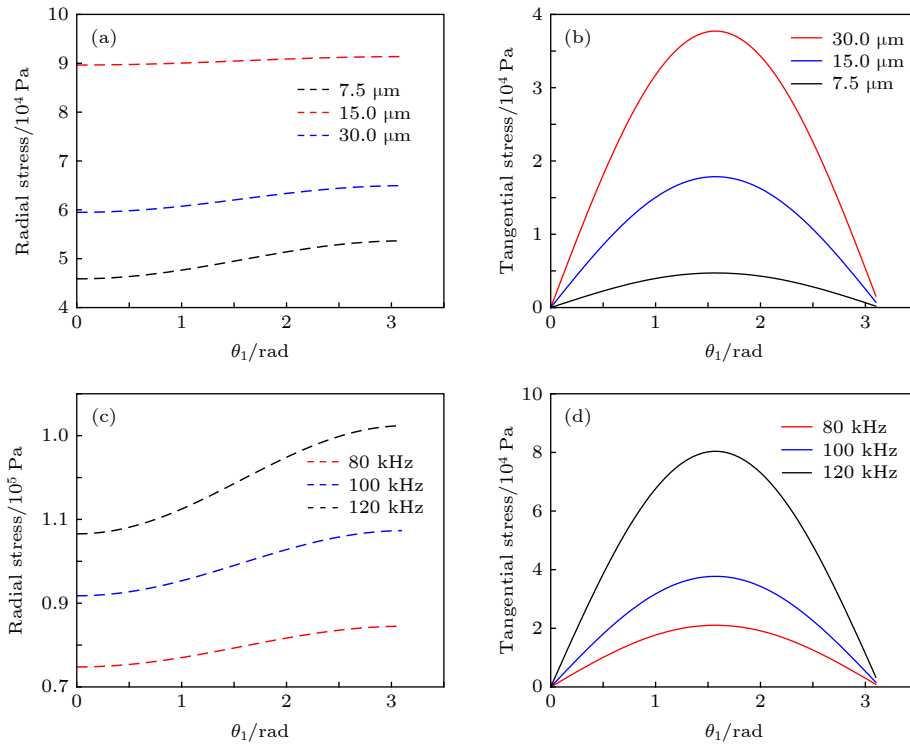 (a)
Radial stress/10⁴ Pa
10
9
8
7
6
5
4
7.5 μm
15.0 μm
30.0 μm
0
1
2
3
θ₁/rad
(b)
Tangential stress/10⁴ Pa
4
3
2
1
0
30.0 μm
15.0 μm
7.5 μm
0
1
2
3
θ₁/rad
(c)
Radial stress/10⁵ Pa
1.0
1.1
0.9
0.7
80 kHz
100 kHz
120 kHz
0
1
2
3
θ₁/rad
(d)
Tangential stress/10⁴ Pa
10
8
6
4
2
0
80 kHz
100 kHz
120 kHz
0
1
2
3
θ₁/rad